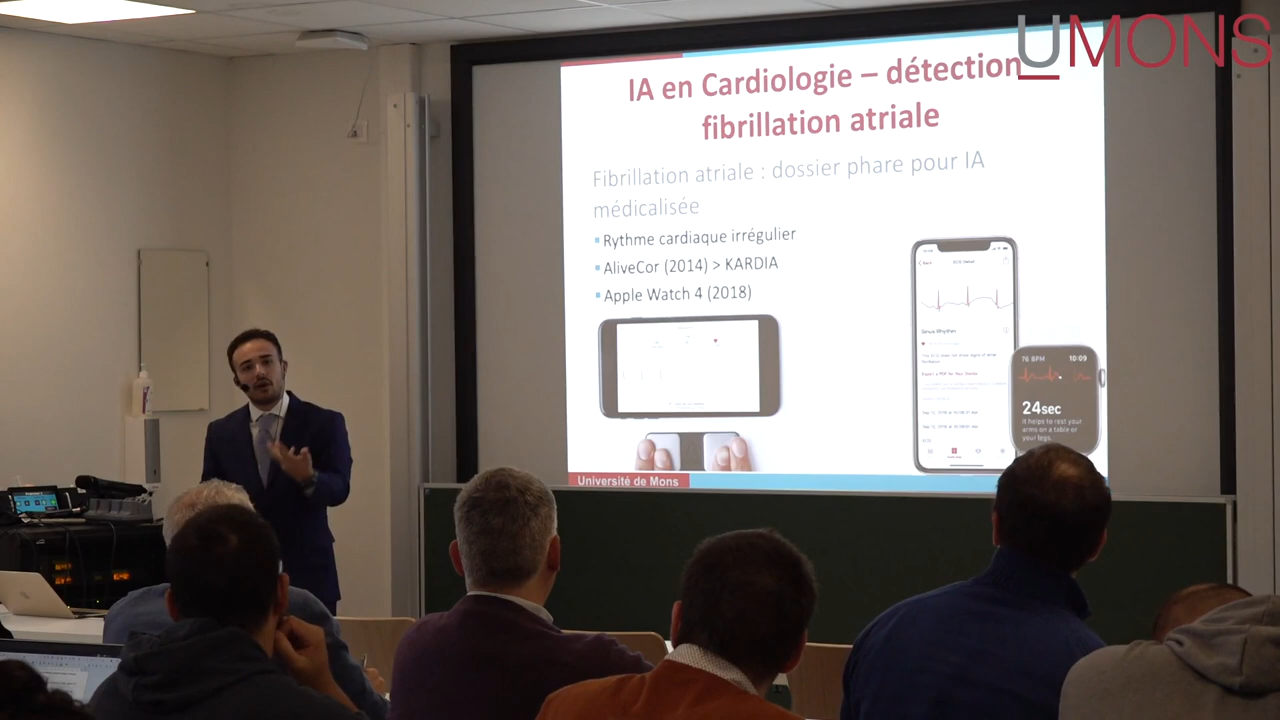 UMONS
IA en Cardiologie – détection
fibrillation atriale
Fibrillation atriale : dossier phare pour IA
médicalisée
Rythme cardiaque irrégulier
AliveCor (2014) > KARDIA
Apple Watch 4 (2018)
Sinus Rhythm
76 BPM 10:09
24sec
It helps to rest your
arms on a table or
your legs.
Université de Mons